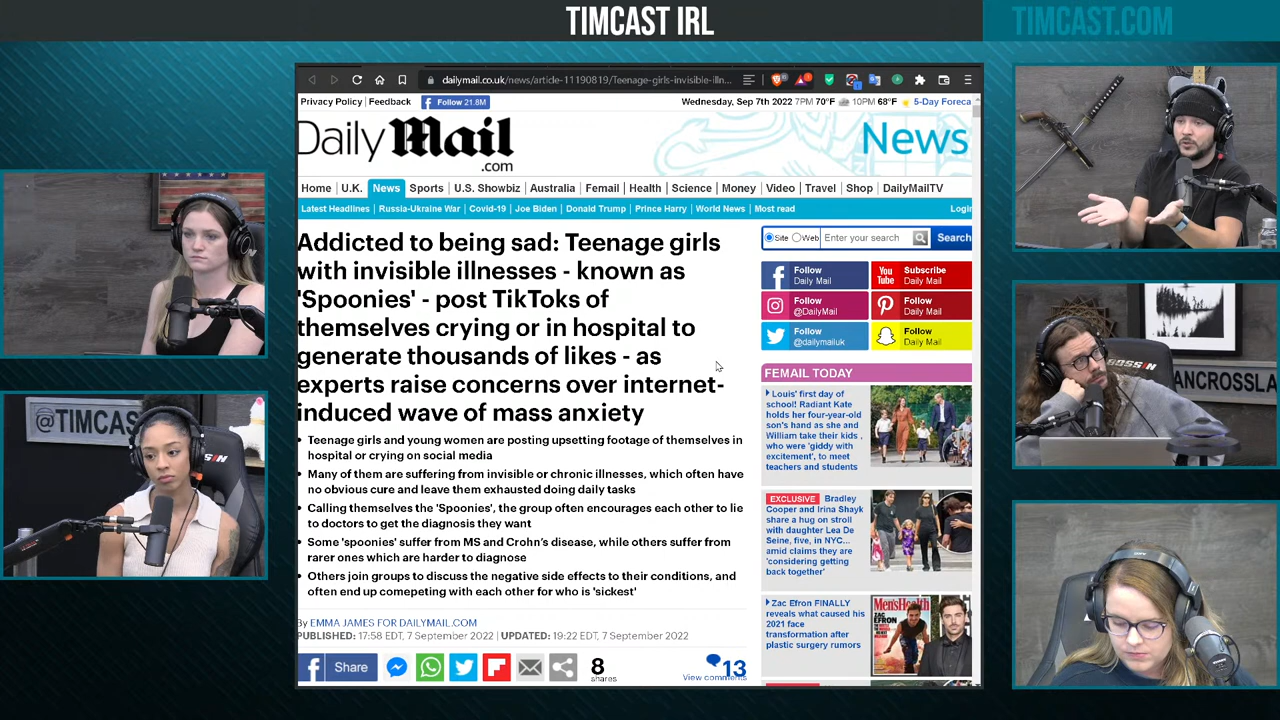 TIMCAST IRL
TIMCAST.COM
dailymail.co.uk/news/article-11190819/Teenage-girls-invisible-illn...
Privacy Policy | Feedback
Follow 21.8M
Wednesday, Sep 7th 2022 7PM 70°F 10PM 68°F 5-Day Foreca
Daily Mail
.com
News
Home U.K. News Sports U.S. Showbiz Australia Femail Health Science Money Video Travel Shop DailyMailTV
Latest Headlines Russia-Ukraine War Covid-19 Joe Biden Donald Trump Prince Harry World News Most read
Login
Addicted to being sad: Teenage girls
with invisible illnesses - known as
'Spoonies' - post TikToks of
themselves crying or in hospital to
generate thousands of likes - as
experts raise concerns over internet-
induced wave of mass anxiety
• Teenage girls and young women are posting upsetting footage of themselves in
hospital or crying on social media
• Many of them are suffering from invisible or chronic illnesses, which often have
no obvious cure and leave them exhausted doing daily tasks
• Calling themselves the 'Spoonies', the group often encourages each other to lie
to doctors to get the diagnosis they want
• Some 'spoonies' suffer from MS and Crohn's disease, while others suffer from
rarer ones which are harder to diagnose
• Others join groups to discuss the negative side effects to their conditions, and
often end up comepeting with each other for who is 'sickest'
By EMMA JAMES FOR DAILYMAIL.COM
PUBLISHED: 17:58 EDT, 7 September 2022 | UPDATED: 19:22 EDT, 7 September 2022
Share
8
shares
13
View comments
Site Web Enter your search Search
Follow
Daily Mail
You
Tube
Subscribe
Daily Mail
Follow
@DailyMail
Follow
Daily Mail
Follow
@dailymailuk
Follow
Daily Mail
FEMAIL TODAY
Louis' first day of
school! Radiant Kate
holds her four-year-old
son's hand as she and
William take their kids ,
who were 'giddy with
excitement', to meet
teachers and students
EXCLUSIVE Bradley
Cooper and Irina Shayk
share a hug on stroll
with daughter Lea De
Seine, five, in NYC...
amid claims they are
'considering getting
back together'
Zac Efron FINALLY
reveals what caused his
2021 face
transformation after
plastic surgery rumors
Men'sHealth
ZAC
EFRON
@TIMCAST
ANCROSSLA